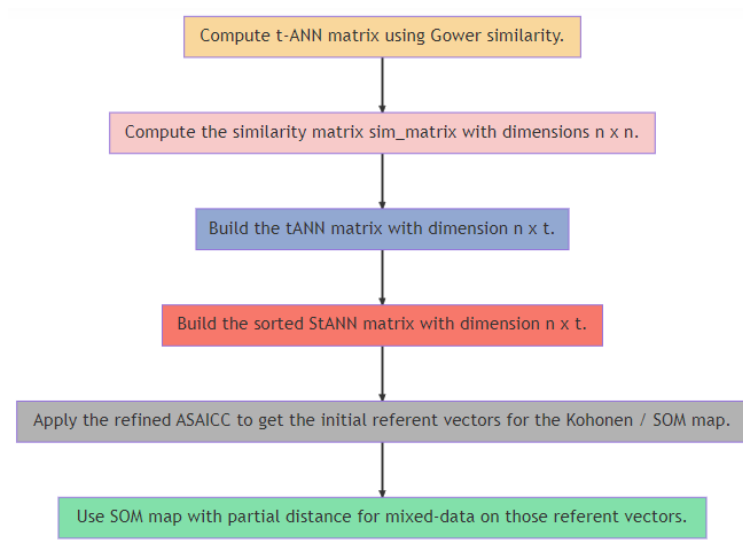 Compute t-ANN matrix using Gower similarity.
Compute the similarity matrix sim_matrix with dimensions n x n.
Build the tANN matrix with dimension n x t.
Build the sorted StANN matrix with dimension n x t.
Apply the refined ASAICC to get the initial referent vectors for the Kohonen / SOM map.
Use SOM map with partial distance for mixed-data on those referent vectors.